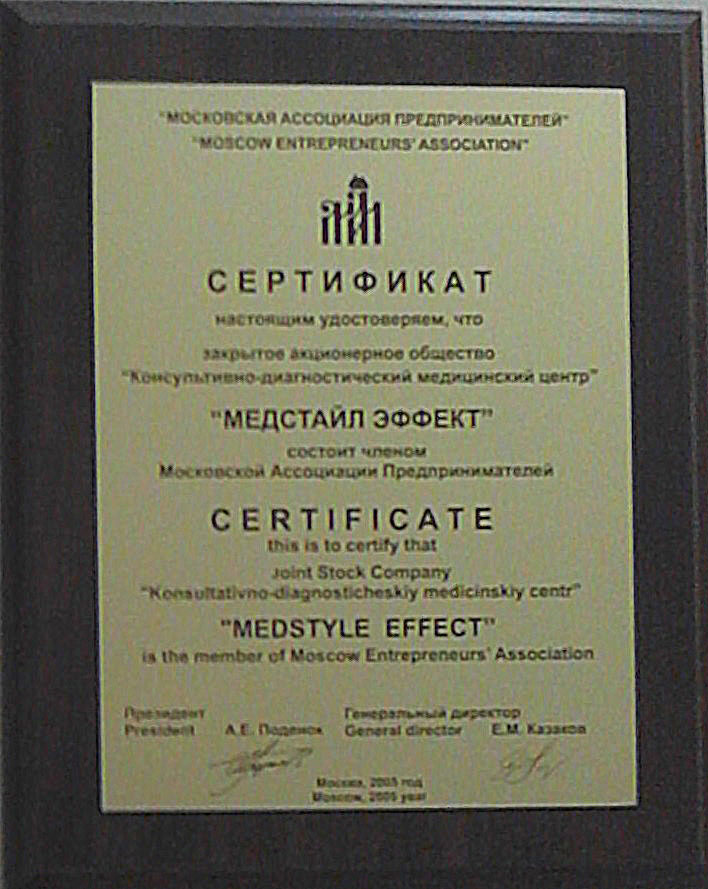 "МОСКОВСКАЯ АССОЦИАЦИЯ ПРЕДПРИНИМАТЕЛЕЙ"
"MOSCOW ENTREPRENEURS' ASSOCIATION"
СЕРТИФИКАТ
настоящим удостоверяем, что
закрытое акционерное общество
"Консультивно-диагностический медицинский центр"
"МЕДСТАЙЛ ЭФФЕКТ"
состоит членом
Московской Ассоциации Предпринимателей
CERTIFICATE
this is to certify that
Joint Stock Company
"Konsultativno-diagnosticheskiy medicinskiy centr"
"MEDSTYLE EFFECT"
is the member of Moscow Entrepreneurs' Association
Президент Генеральный директор
President А.Е. Поденок General director Е.М. Казаков
Москва, 2005 год
Moscow, 2005 year